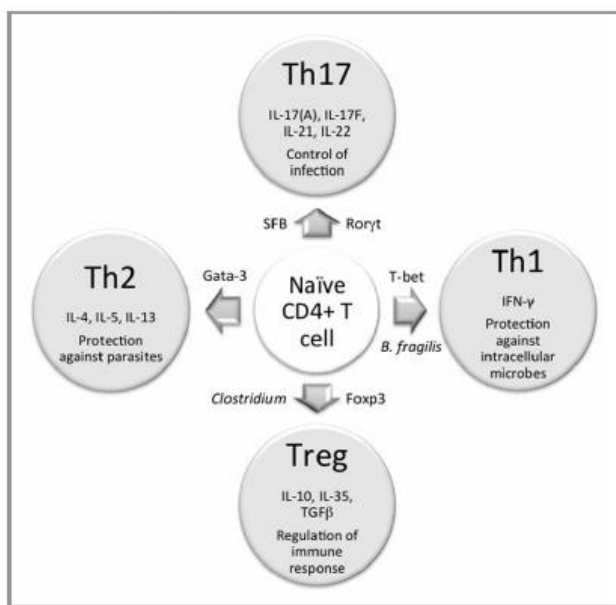 Th17
IL-17(A), IL-17F,
IL-21, IL-22
Control of
infection
SFB
Rorγt
Th2
IL-4, IL-5, IL-13
Protection
against parasites
Gata-3
Naïve
CD4+ T
cell
T-bet
B. fragilis
Th1
IFN-γ
Protection
against
intracellular
microbes
Clostridium
Foxp3
Treg
IL-10, IL-35,
TGFβ
Regulation of
immune
response